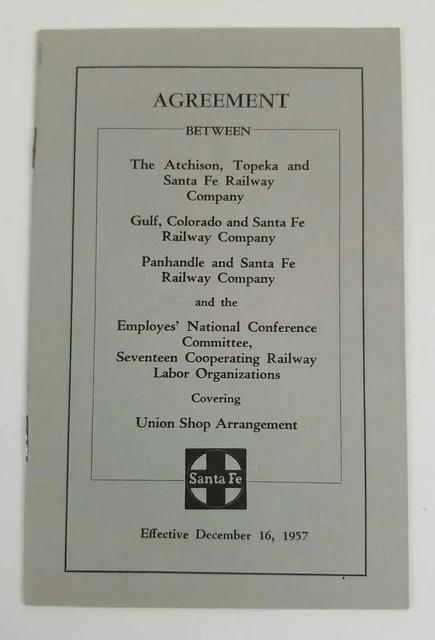 AGREEMENT
BETWEEN
The Atchison, Topeka and
Santa Fe Railway
Company
Gulf, Colorado and Santa Fe
Railway Company
Panhandle and Santa Fe
Railway Company
and the
Employes' National Conference
Committee,
Seventeen Cooperating Railway
Labor Organizations
Covering
Union Shop Arrangement
Santa Fe
Effective December 16, 1957